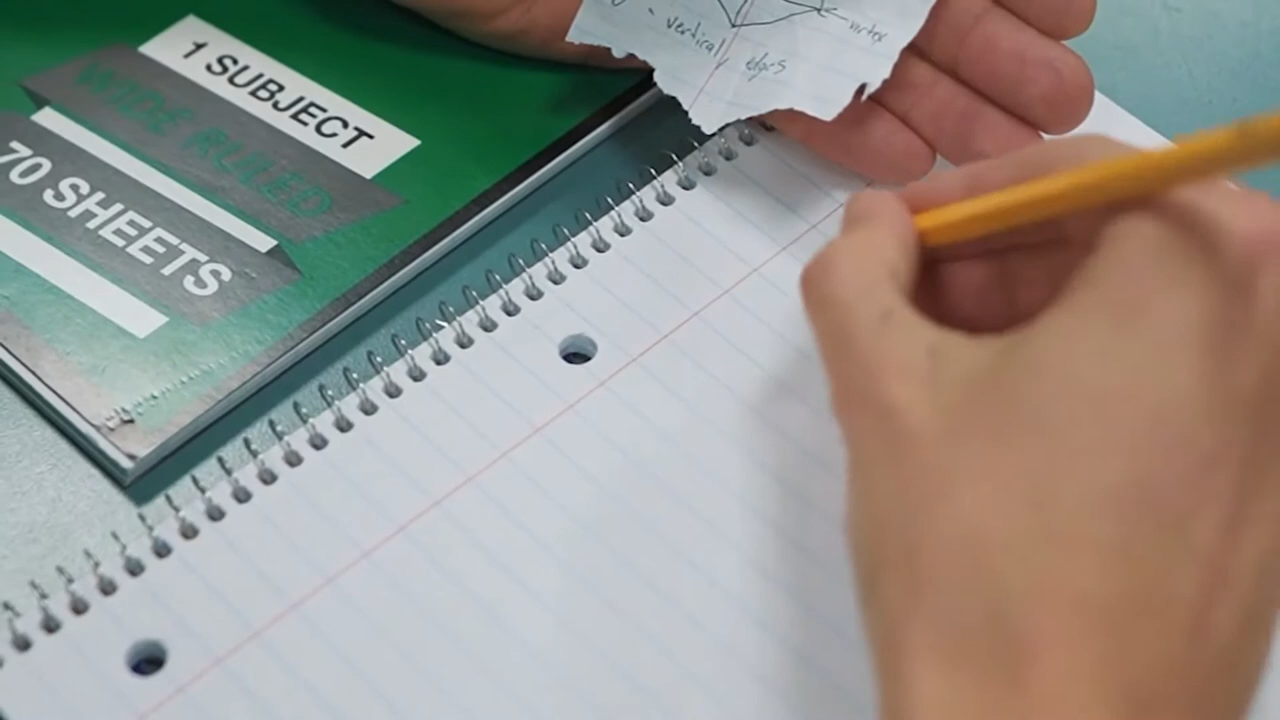 1 SUBJECT
WIDE RULED
70 SHEETS
vertex
- vertical edges